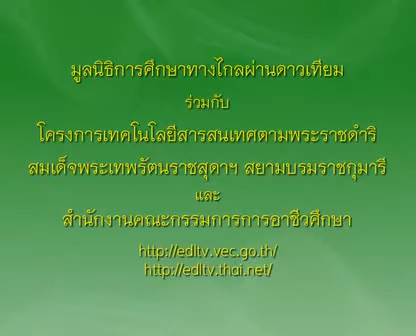 มูลนิธิการศึกษาทางไกลผ่านดาวเทียม
ร่วมกับ
โครงการเทคโนโลยีสารสนเทศตามพระราชดำริ
สมเด็จพระเทพรัตนราชสุดาฯ สยามบรมราชกุมารี
และ
สำนักงานคณะกรรมการการอาชีวศึกษา
http://edltv.vec.go.th/
http://edltv.thai.net/